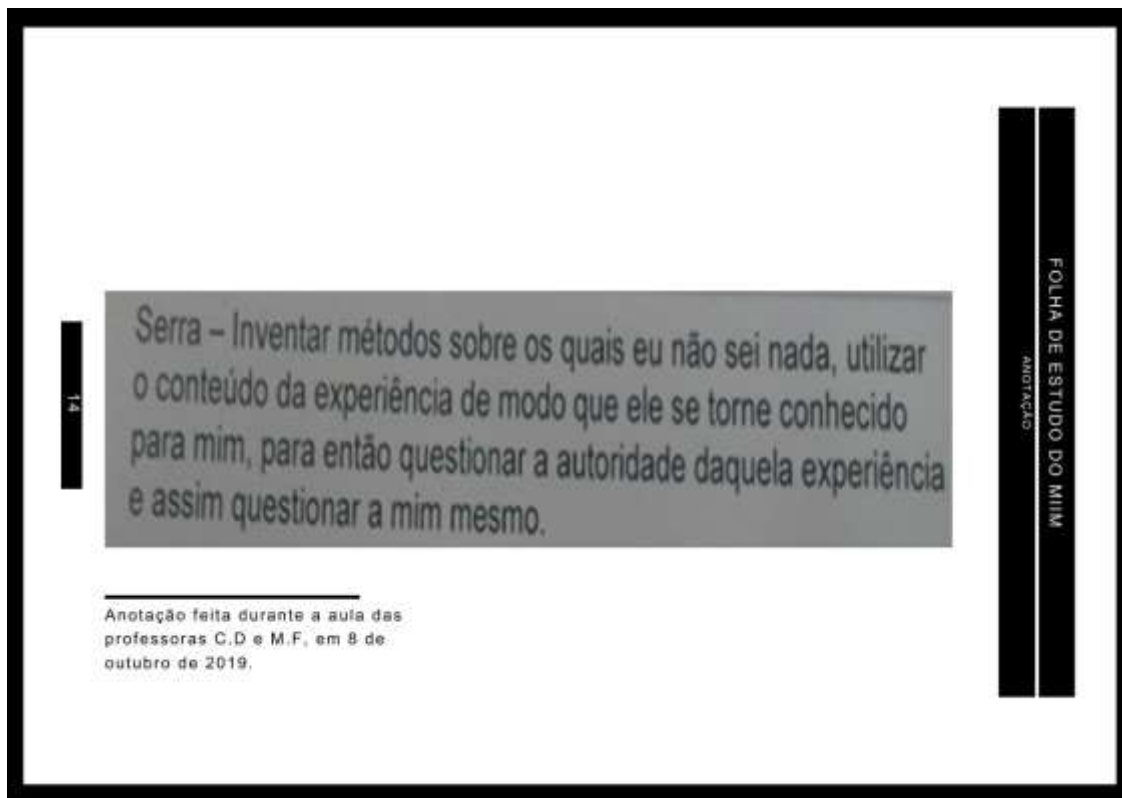 Serra – Inventar métodos sobre os quais eu não sei nada, utilizar
o conteúdo da experiência de modo que ele se torne conhecido
para mim, para então questionar a autoridade daquela experiência
e assim questionar a mim mesmo.
Anotação feita durante a aula das
professoras C.D e M.F, em 8 de
outubro de 2019.
14
FOLHA DE ESTUDO DO MIIM
ANOTAÇÃO